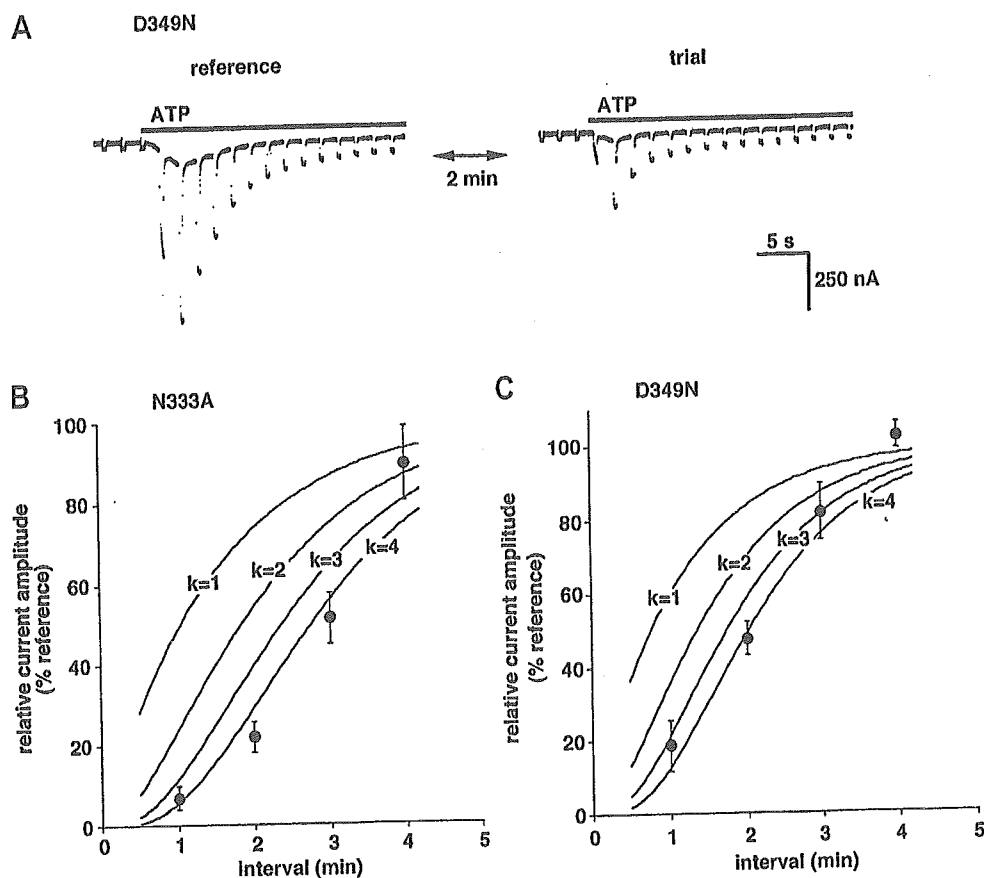 A
D349N
reference
trial
ATP
ATP
2 min
5 s
250 nA
B
N333A
relative current amplitude
(% reference)
100
80
60
40
20
0
k=1
k=2
k=3
k=4
0
1
2
3
4
5
interval (min)
C
D349N
relative current amplitude
(% reference)
100
80
60
40
20
0
k=1
k=2
k=3
k=4
0
1
2
3
4
5
interval (min)